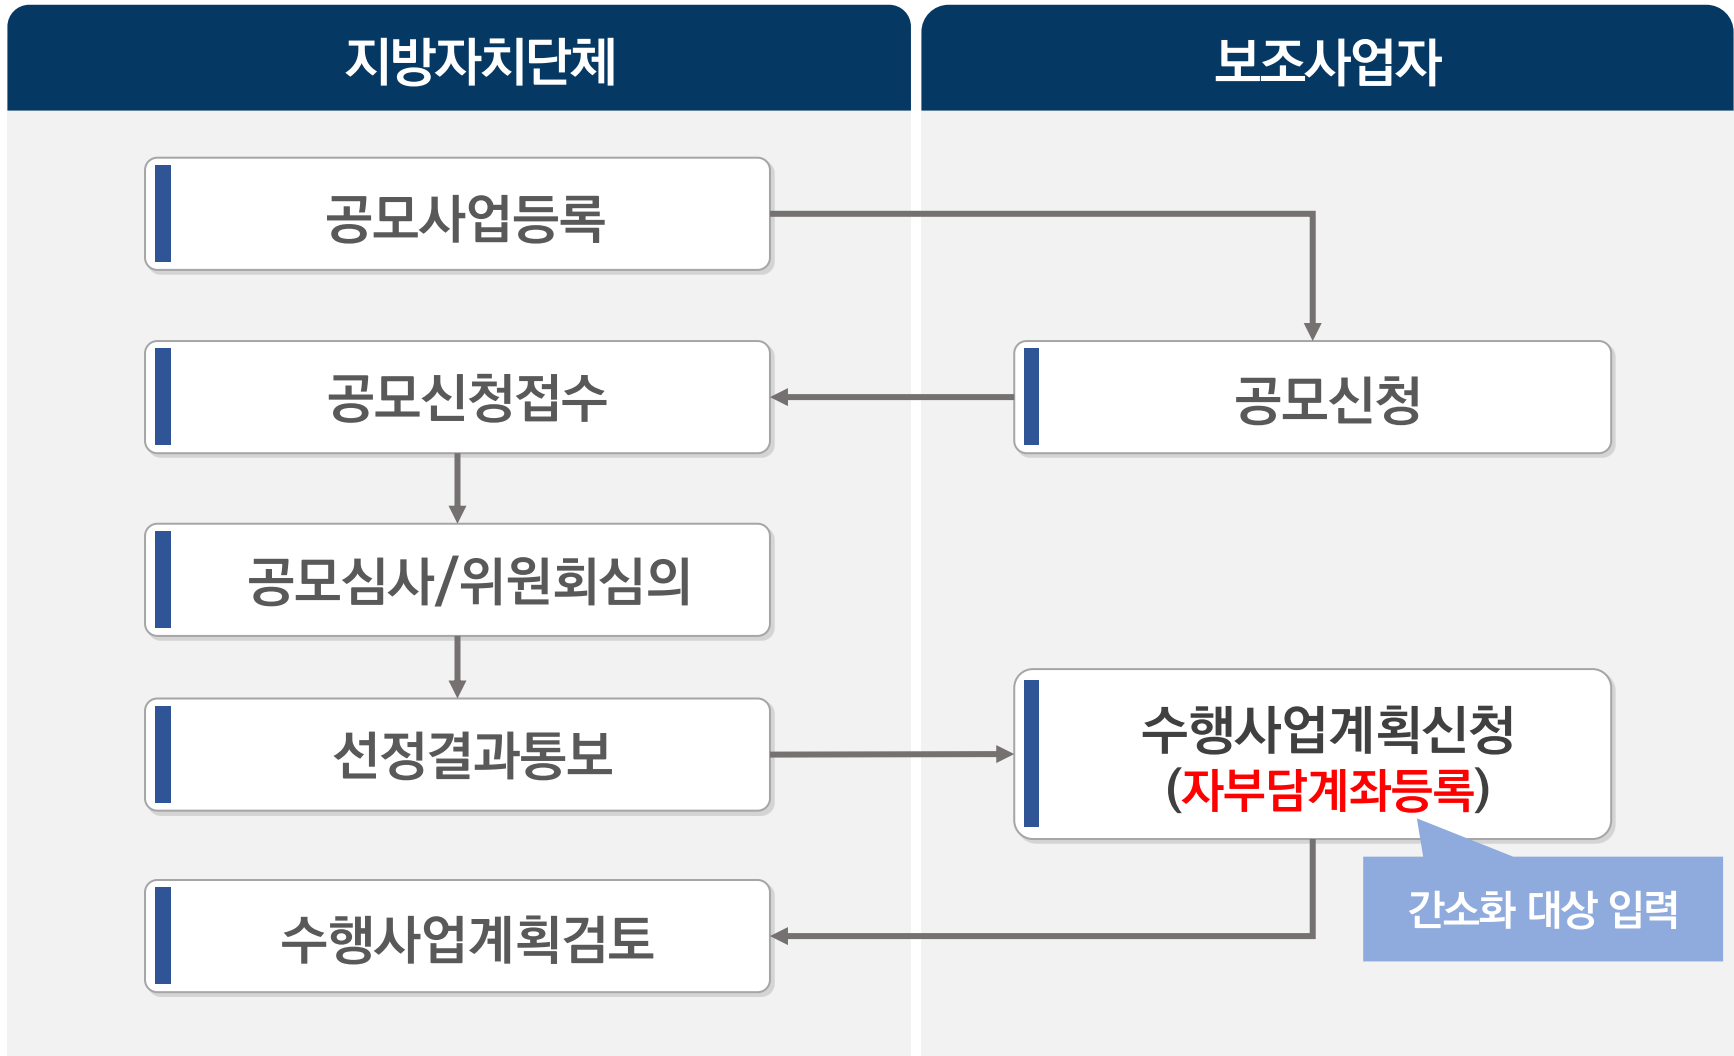 지방자치단체
보조사업자
공모사업등록
공모신청접수
공모신청
공모심사/위원회심의
선정결과통보
수행사업계획신청
(자부담계좌등록)
간소화 대상 입력
수행사업계획검토